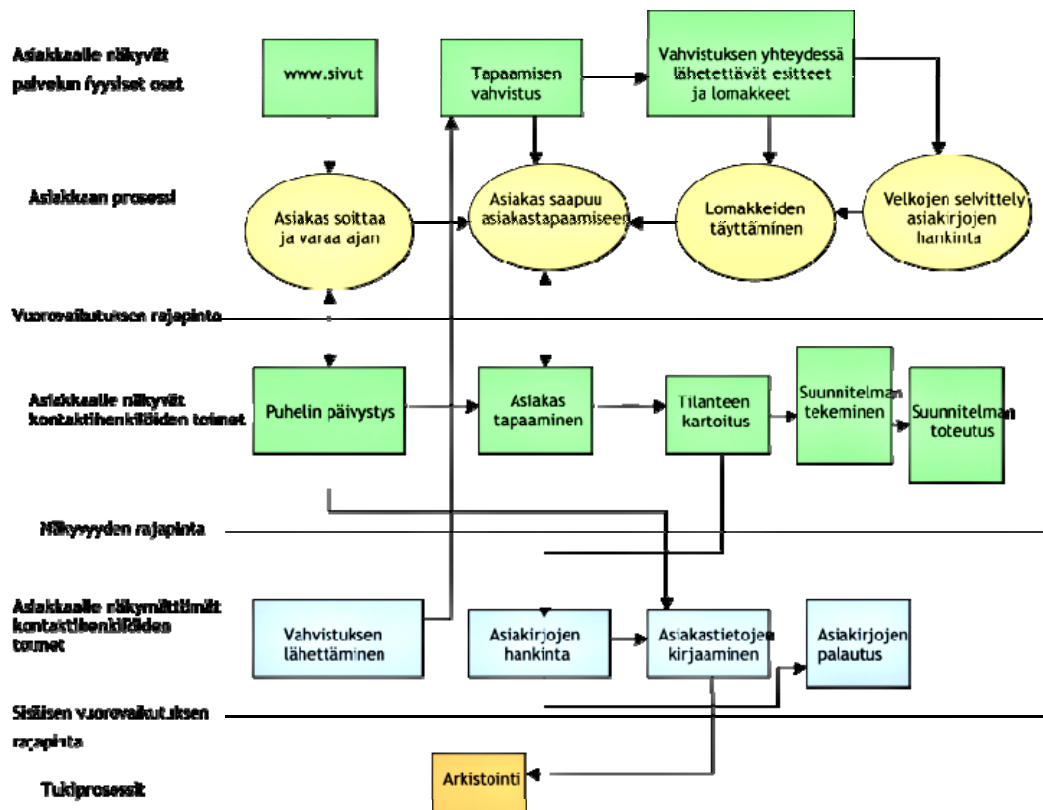 Asiakkaalle näkyvät
palvelun fyysiset osat
www.sivut
Tapaamisen
vahvistus
Vahvistuksen yhteydessä
lähetettävät esitteet
ja lomakkeet
Asiakkaan prosessi
Asiakas soittaa
ja varaa ajan
Asiakas saapuu
asiakastapaamiseen
Lomakkeiden
täyttäminen
Velkojen selvittely
asiakirjojen
hankinta
Vuorovaikutuksen rajapinta
Asiakkaalle näkyvät
kontaktihenkilöiden toimet
Puhelin päivystys
Asiakas
tapaaminen
Tilanteen
kartoitus
Suunnitelman
tekeminen
Suunnitelman
toteutus
Näkyvyyden rajapinta
Asiakkaalle näkymättömät
kontaktihenkilöiden
toimet
Vahvistuksen
lähettäminen
Asiakirjojen
hankinta
Asiakastietojen
kirjaaminen
Asiakirjojen
palautus
Sisäisen vuorovaikutuksen
rajapinta
Tukiprosessit
Arkistointi